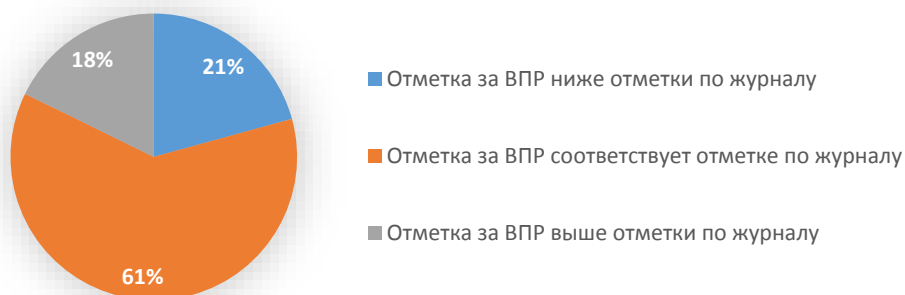 18%
21%
61%
Отметка за ВПР ниже отметки по журналу
Отметка за ВПР соответствует отметке по журналу
Отметка за ВПР выше отметки по журналу